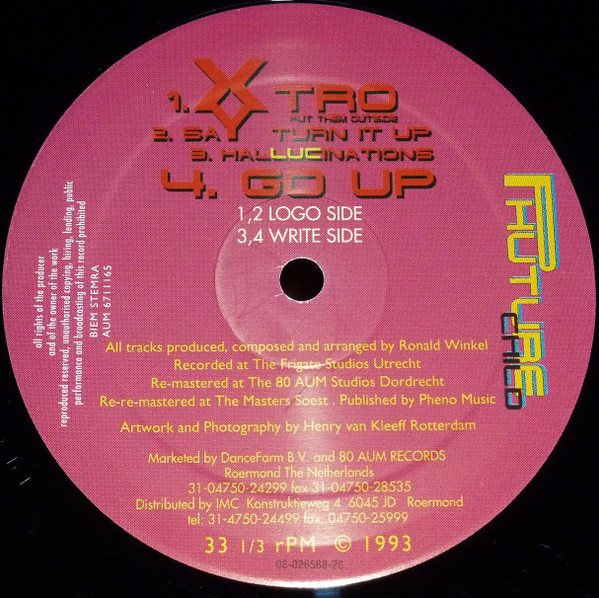 1. XTRO
PUT THEM OUTSIDE
2. SAY TURN IT UP
3. HALLUCINATIONS
4. GO UP
1,2 LOGO SIDE
3,4 WRITE SIDE
PHUTURE
CHILD
all rights of the producer
and of the owner of the work
reproduced reserved, unauthorised copying, hiring, lending, public
performance and broadcasting of this record prohibited
BIEM STEMRA
AUM 6711165
All tracks produced, composed and arranged by Ronald Winkel
Recorded at The Frigate Studios Utrecht
Re-mastered at The 80 AUM Studios Dordrecht
Re-re-mastered at The Masters Soest . Published by Pheno Music
Artwork and Photography by Henry van Kleeff Rotterdam
Marketed by DanceFarm B.V. and 80 AUM RECORDS
Roermond The Netherlands
31-04750-24299 fax 31-04750-28535
Distributed by IMC Konstruktieweg 4 6045 JD Roermond
tel: 31-4750-24499 fax. 04750-25999
33 1/3 rPM © 1993